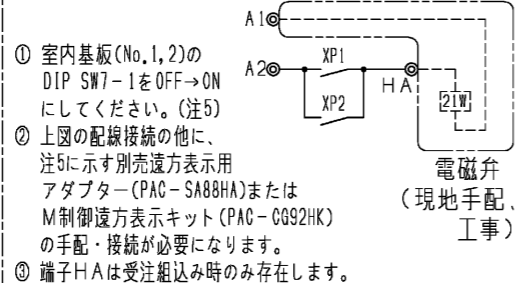 A1
A2
XP1
XP2
HA
21W
電磁弁
(現地手配、
工事)
① 室内基板(No.1,2)の
DIP SW7-1をOFF→ON
にしてください。(注5)
② 上図の配線接続の他に、
注5に示す別売遠方表示用
アダプター(PAC-SA88HA)または
M制御遠方表示キット(PAC-CG92HK)
の手配・接続が必要になります。
③ 端子HAは受注組込み時のみ存在します。